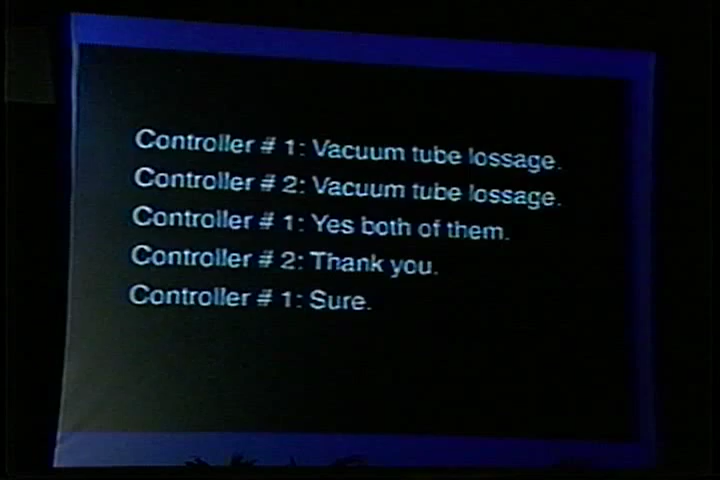 Controller # 1: Vacuum tube lossage.
Controller # 2: Vacuum tube lossage.
Controller # 1: Yes both of them.
Controller # 2: Thank you.
Controller # 1: Sure.